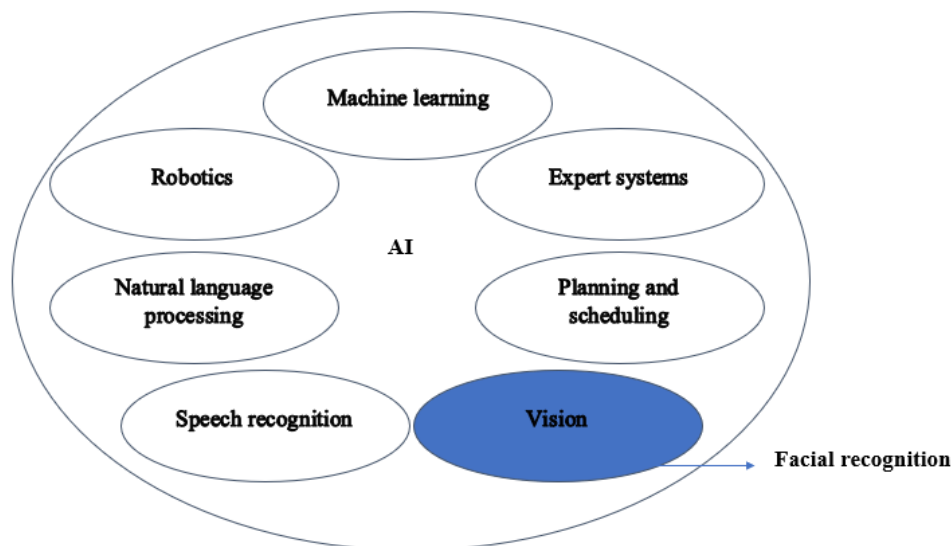 Machine learning
Robotics
Expert systems
AI
Natural language
processing
Planning and
scheduling
Speech recognition
Vision
Facial recognition